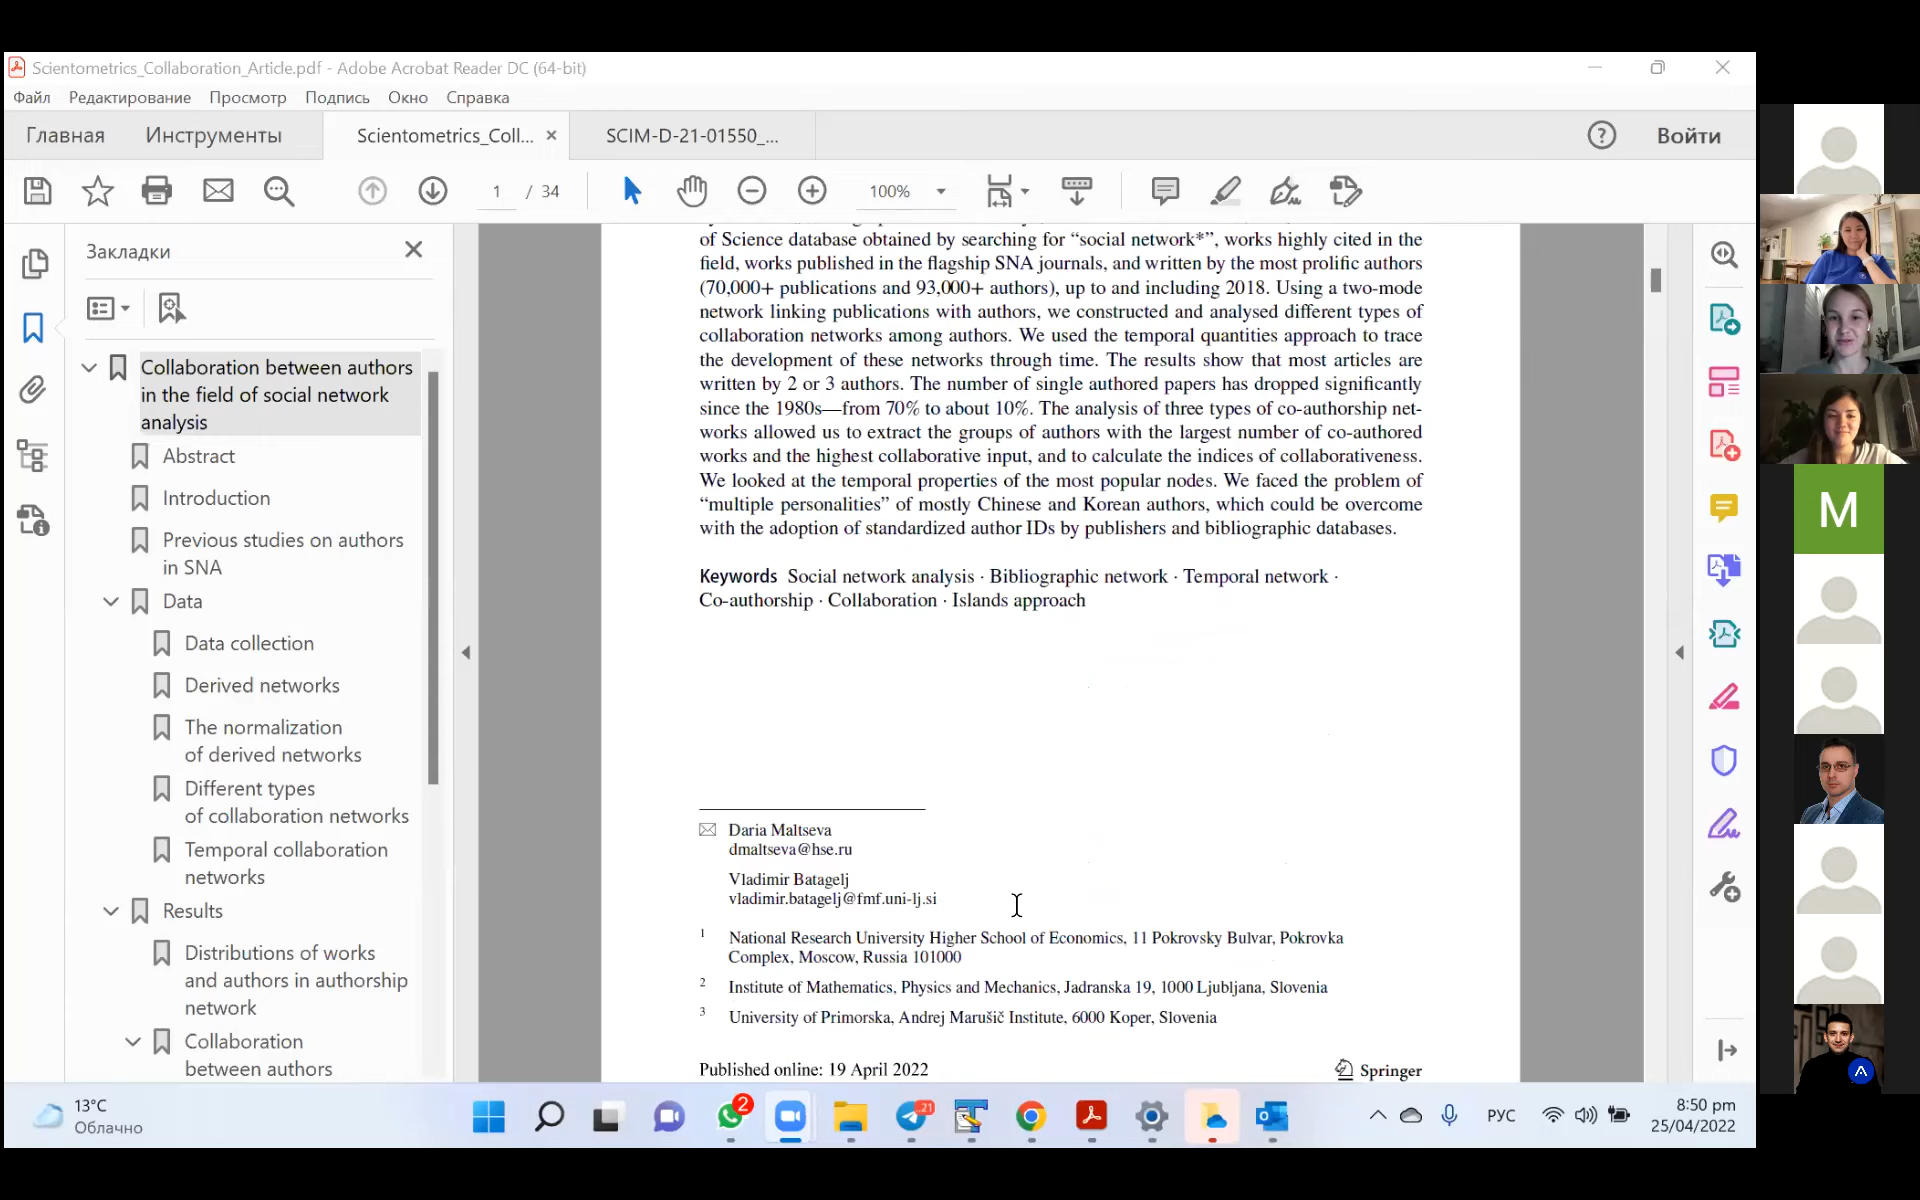 Scientometrics_Collaboration_Article.pdf - Adobe Acrobat Reader DC (64-bit)
Файл Редактирование Просмотр Подпись Окно Справка
Главная Инструменты Scientometrics_Coll... SCIM-D-21-01550_... Войти
1 / 34 100%
Закладки
Collaboration between authors
in the field of social network
analysis
Abstract
Introduction
Previous studies on authors
in SNA
Data
Data collection
Derived networks
The normalization
of derived networks
Different types
of collaboration networks
Temporal collaboration
networks
Results
Distributions of works
and authors in authorship
network
Collaboration
between authors
of Science database obtained by searching for “social network*”, works highly cited in the
field, works published in the flagship SNA journals, and written by the most prolific authors
(70,000+ publications and 93,000+ authors), up to and including 2018. Using a two-mode
network linking publications with authors, we constructed and analysed different types of
collaboration networks among authors. We used the temporal quantities approach to trace
the development of these networks through time. The results show that most articles are
written by 2 or 3 authors. The number of single authored papers has dropped significantly
since the 1980s—from 70% to about 10%. The analysis of three types of co-authorship net-
works allowed us to extract the groups of authors with the largest number of co-authored
works and the highest collaborative input, and to calculate the indices of collaborativeness.
We looked at the temporal properties of the most popular nodes. We faced the problem of
“multiple personalities” of mostly Chinese and Korean authors, which could be overcome
with the adoption of standardized author IDs by publishers and bibliographic databases.
Keywords Social network analysis · Bibliographic network · Temporal network ·
Co-authorship · Collaboration · Islands approach
Daria Maltseva
dmaltseva@hse.ru
Vladimir Batagelj
vladimir.batagelj@fmf.uni-lj.si
1 National Research University Higher School of Economics, 11 Pokrovsky Bulvar, Pokrovka
Complex, Moscow, Russia 101000
2 Institute of Mathematics, Physics and Mechanics, Jadranska 19, 1000 Ljubljana, Slovenia
3 University of Primorska, Andrej Marušič Institute, 6000 Koper, Slovenia
Published online: 19 April 2022
Springer
M
13°C
Облачно
2
21
РУС
8:50 pm
25/04/2022